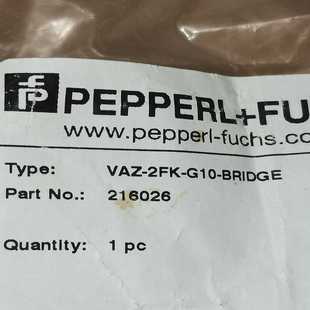 PEPPERL+FU
www.pepperl-fuchs.co
Type: VAZ-2FK-G10-BRIDGE
Part No.: 216026
Quantity: 1 pc